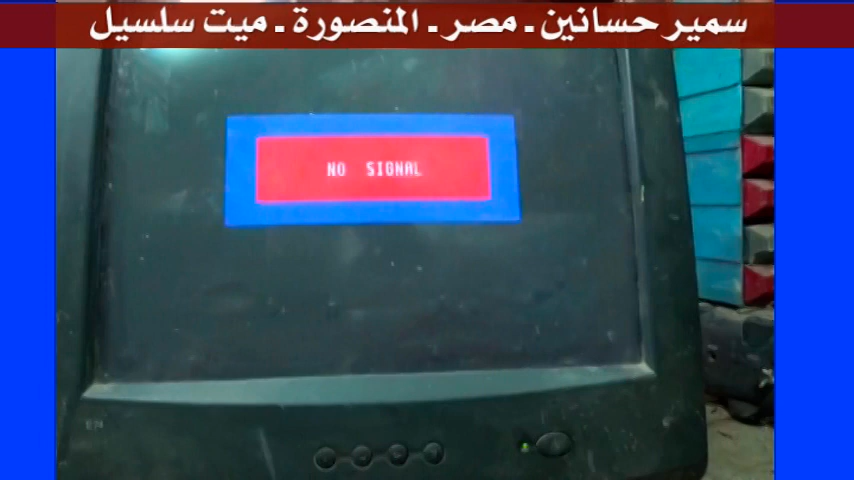 سمير حسانين ـ مصر ـ المنصورة ـ ميت سلسيل
NO SIGNAL